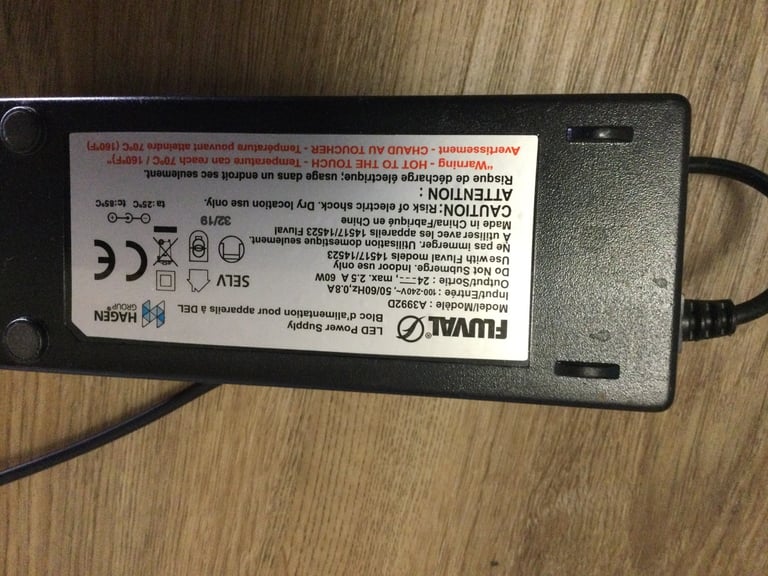 FLUVAL®
HAGEN®
GROUP
LED Power Supply
Bloc d'alimentation pour appareils à DEL
Model/Modèle : A6392D
Input/Entrée : 100-240V~, 50/60HZ,0.8A
Output/Sortie : 24 ⎓, max. 2.5 A 60W
Do Not Submerge. Indoor use only
Use with Fluval models 14517/14523
Ne pas immerger. Utilisation domestique seulement.
À utiliser avec les appareils 14517/14523 Fluval
Made in China/Fabriqué en Chine
SELV
CE
32/19
ta:25°C tc:85°C
CAUTION: Risk of electric shock. Dry location use only.
ATTENTION :
Risque de décharge électrique; usage dans un endroit sec seulement.
"Warning - HOT TO THE TOUCH - Temperature can reach 70ºC / 160ºF)"
Avertissement - CHAUD AU TOUCHER - Température pouvant atteindre 70ºC (160ºF)